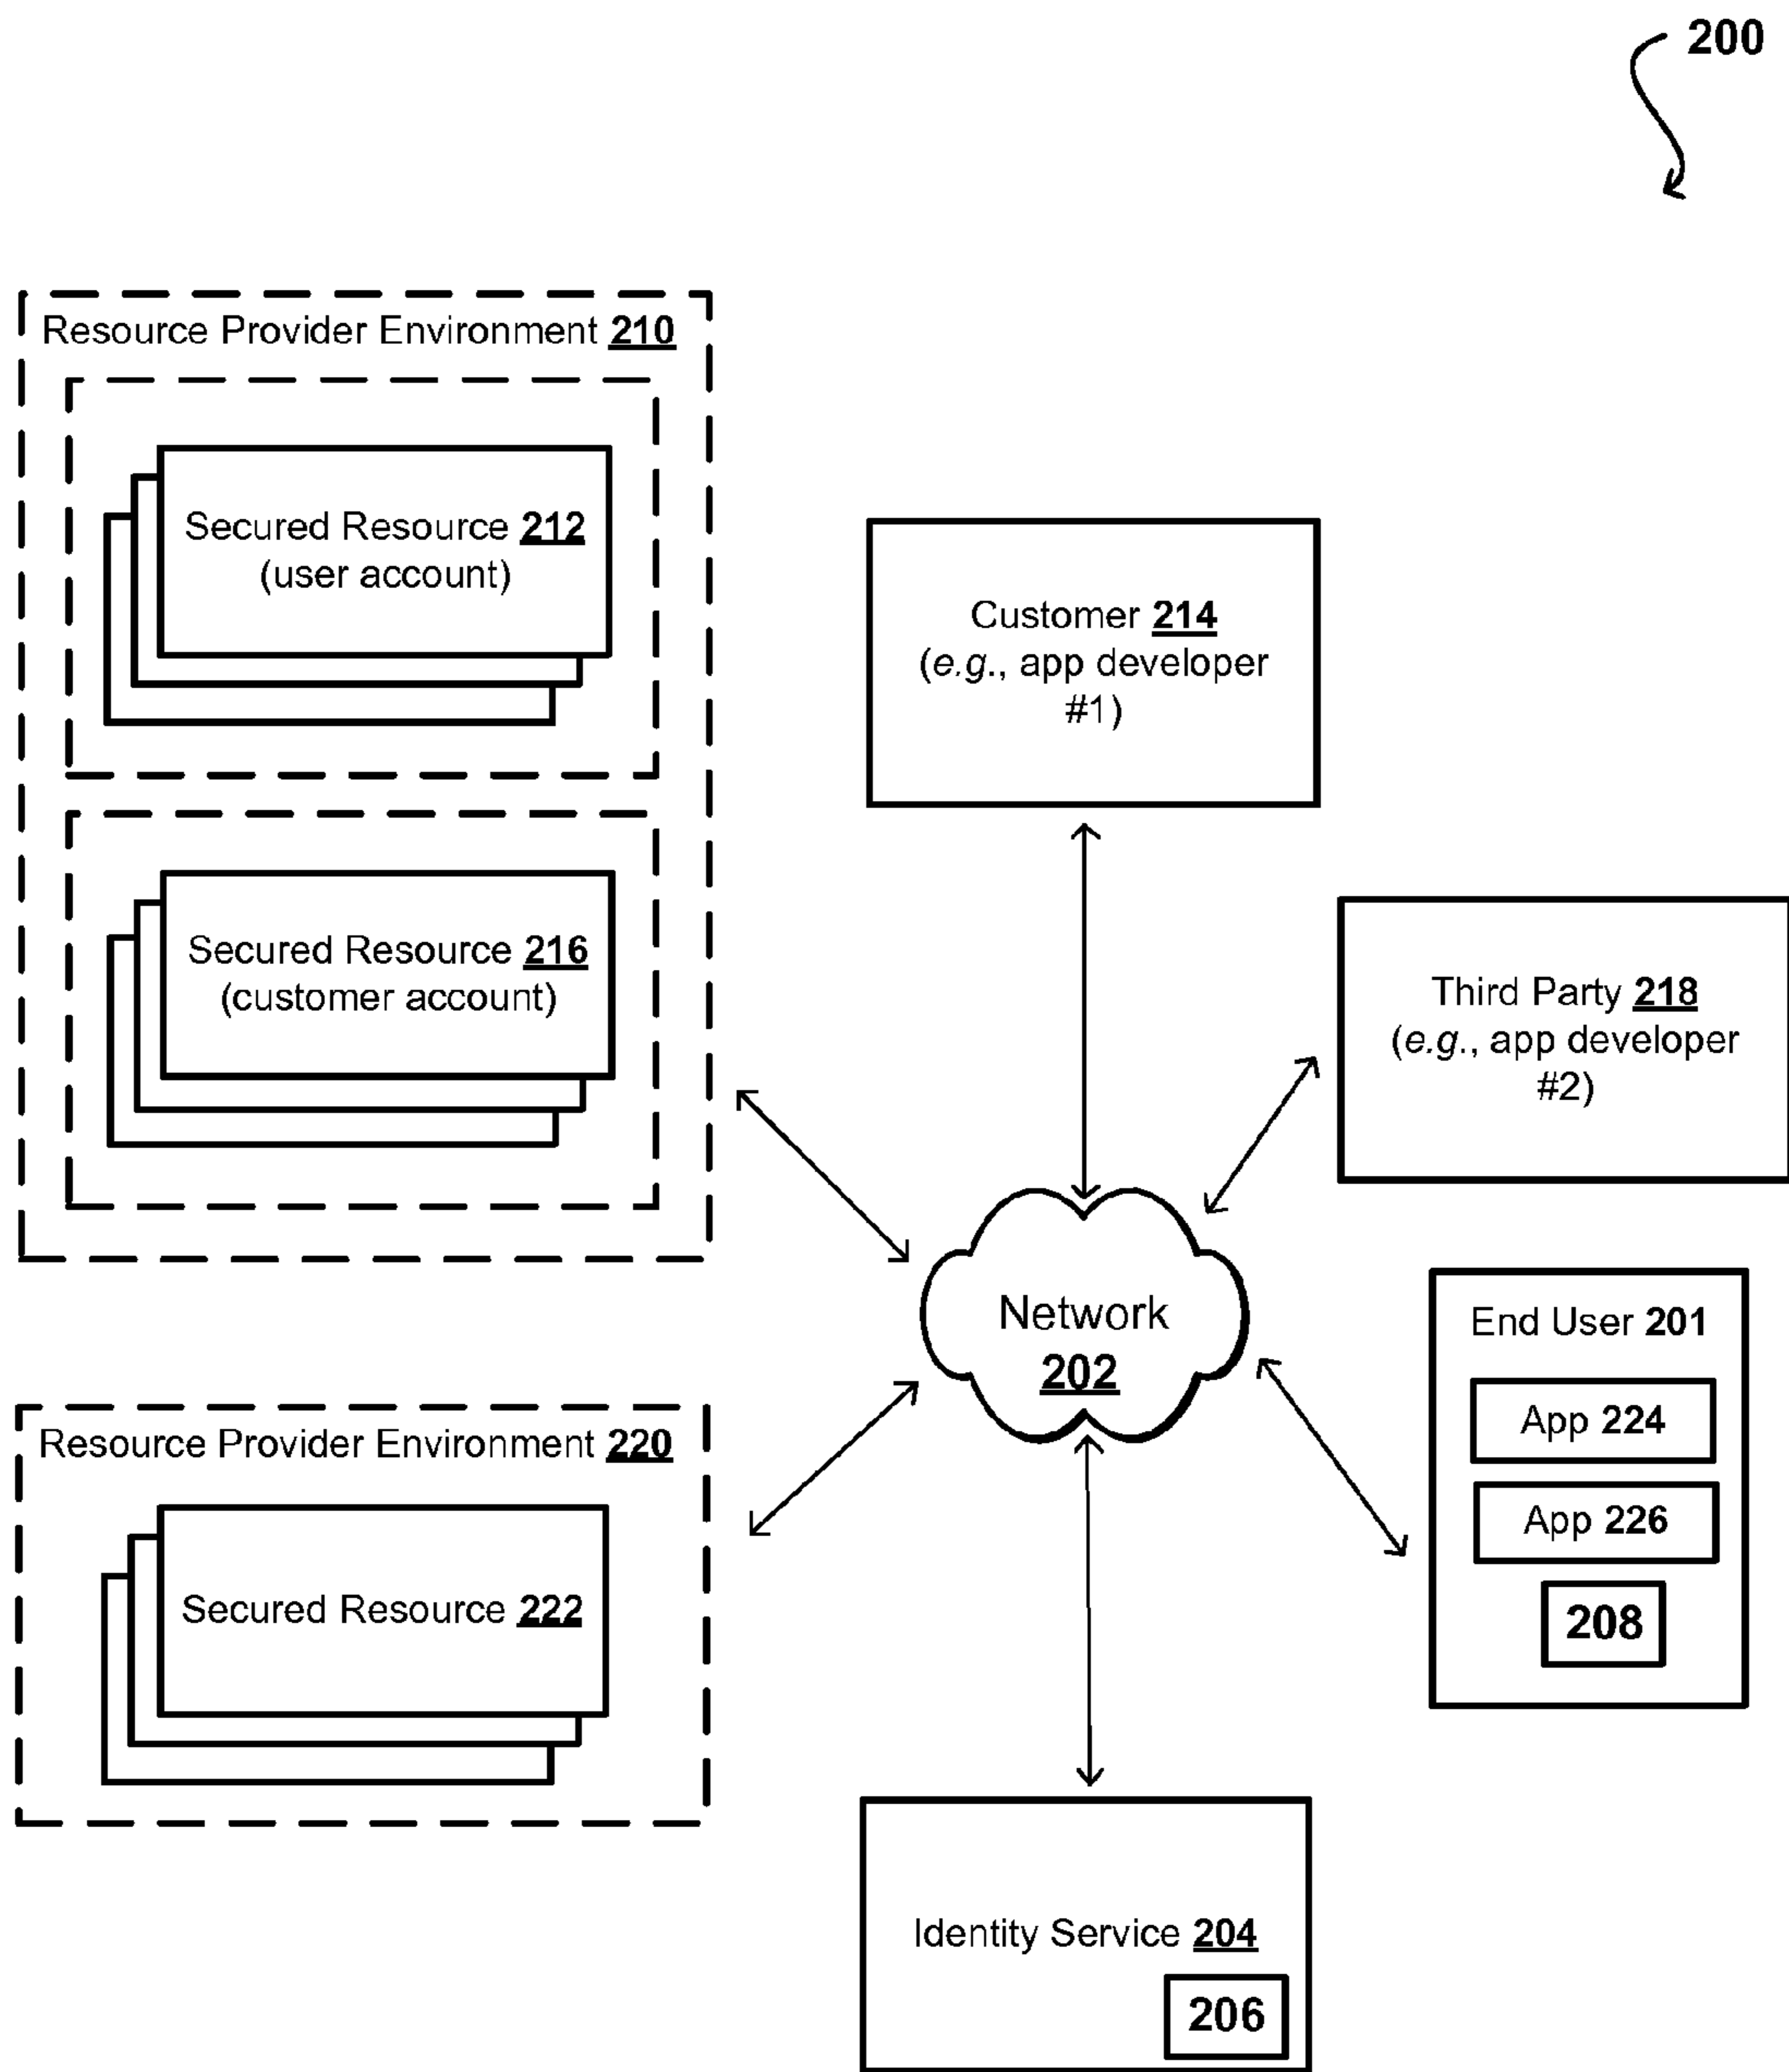 200
Resource Provider Environment 210
Secured Resource 212
(user account)
Secured Resource 216
(customer account)
Customer 214
(e.g., app developer
#1)
Third Party 218
(e.g., app developer
#2)
Network
202
End User 201
App 224
App 226
208
Resource Provider Environment 220
Secured Resource 222
Identity Service 204
206